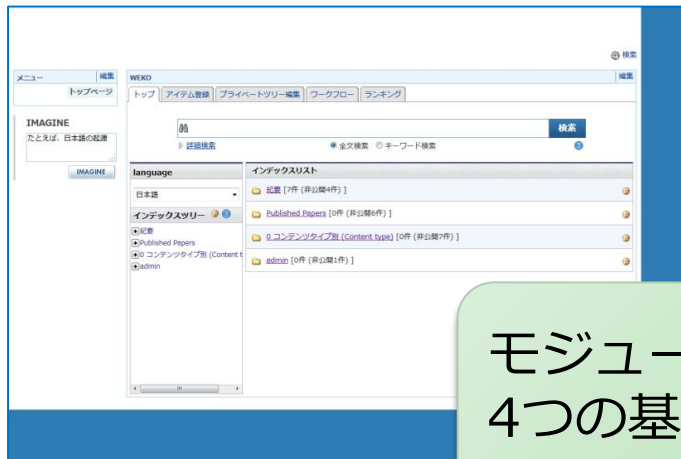 検索
メニュー
編集
トップページ
IMAGINE
たとえば、日本語の起源
IMAGINE
WEKO
編集
トップ アイテム登録 プライベートツリー編集 ワークフロー ランキング
検索
詳細検索
全文検索 キーワード検索
language
日本語
インデックスツリー
紀要
Published Papers
0 コンテンツタイプ別 (Content t
admin
インデックスリスト
紀要 [7件 (非公開4件) ]
Published Papers [0件 (非公開6件) ]
0 コンテンツタイプ別 (Content type) [0件 (非公開7件) ]
admin [0件 (非公開1件) ]
モジュー
4つの基